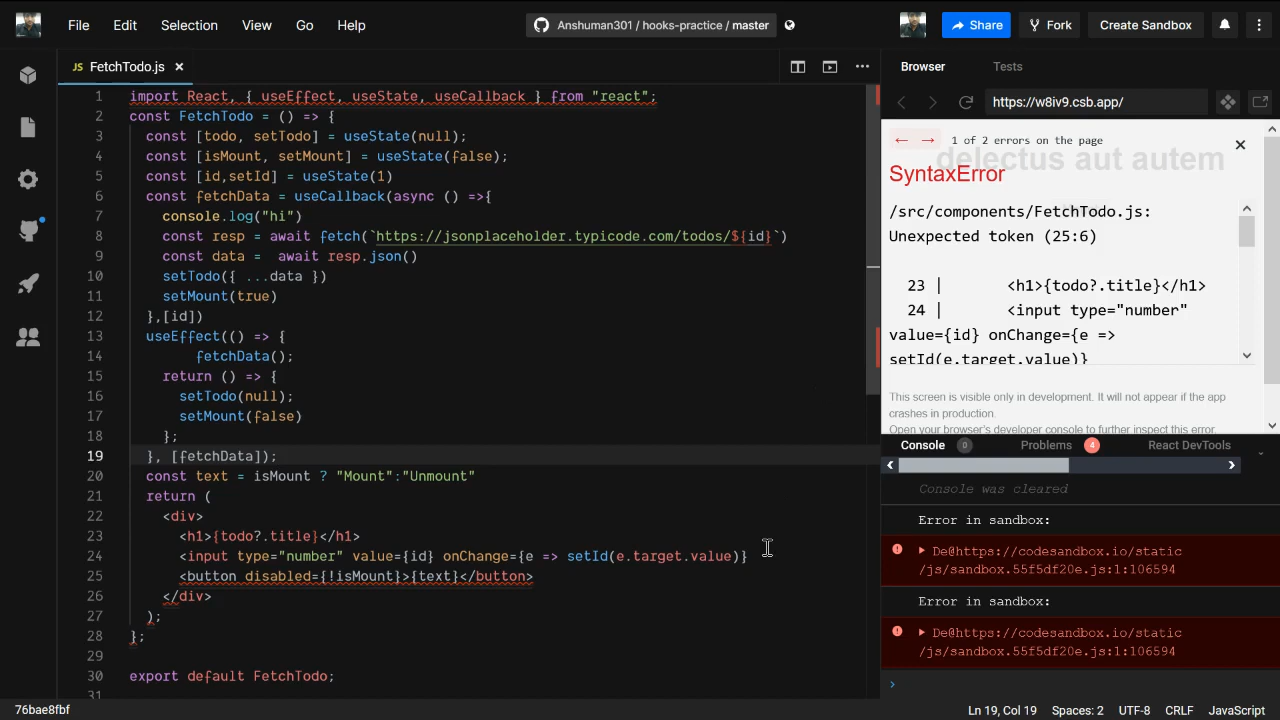 File Edit Selection View Go Help
Anshuman301 / hooks-practice / master
Share Fork Create Sandbox
JS FetchTodo.js ×
1 import React, { useEffect, useState, useCallback } from "react";
2 const FetchTodo = () => {
3 const [todo, setTodo] = useState(null);
4 const [isMount, setMount] = useState(false);
5 const [id,setId] = useState(1)
6 const fetchData = useCallback(async () =>{
7 console.log("hi")
8 const resp = await fetch(`https://jsonplaceholder.typicode.com/todos/${id}`)
9 const data =  await resp.json()
10 setTodo({ ...data })
11 setMount(true)
12 },[id])
13 useEffect(() => {
14 fetchData();
15 return () => {
16 setTodo(null);
17 setMount(false)
18 };
19 }, [fetchData]);
20 const text = isMount ? "Mount":"Unmount"
21 return (
22 <div>
23 <h1>{todo?.title}</h1>
24 <input type="number" value={id} onChange={e => setId(e.target.value)}
25 <button disabled={!isMount}>{text}</button>
26 </div>
27 );
28 };
29
30 export default FetchTodo;
31
Browser Tests
https://w8iv9.csb.app/
← → 1 of 2 errors on the page
delectus aut autem
SyntaxError
/src/components/FetchTodo.js:
Unexpected token (25:6)
23 | <h1>{todo?.title}</h1>
24 | <input type="number"
value={id} onChange={e =>
setId(e.target.value)}
This screen is visible only in development. It will not appear if the app
crashes in production.
Open your browser's developer console to further inspect this error.
Console 0 Problems 4 React DevTools
Console was cleared
Error in sandbox:
De@https://codesandbox.io/static
/js/sandbox.55f5df20e.js:1:106594
Error in sandbox:
De@https://codesandbox.io/static
/js/sandbox.55f5df20e.js:1:106594
76bae8fbf
Ln 19, Col 19 Spaces: 2 UTF-8 CRLF JavaScript